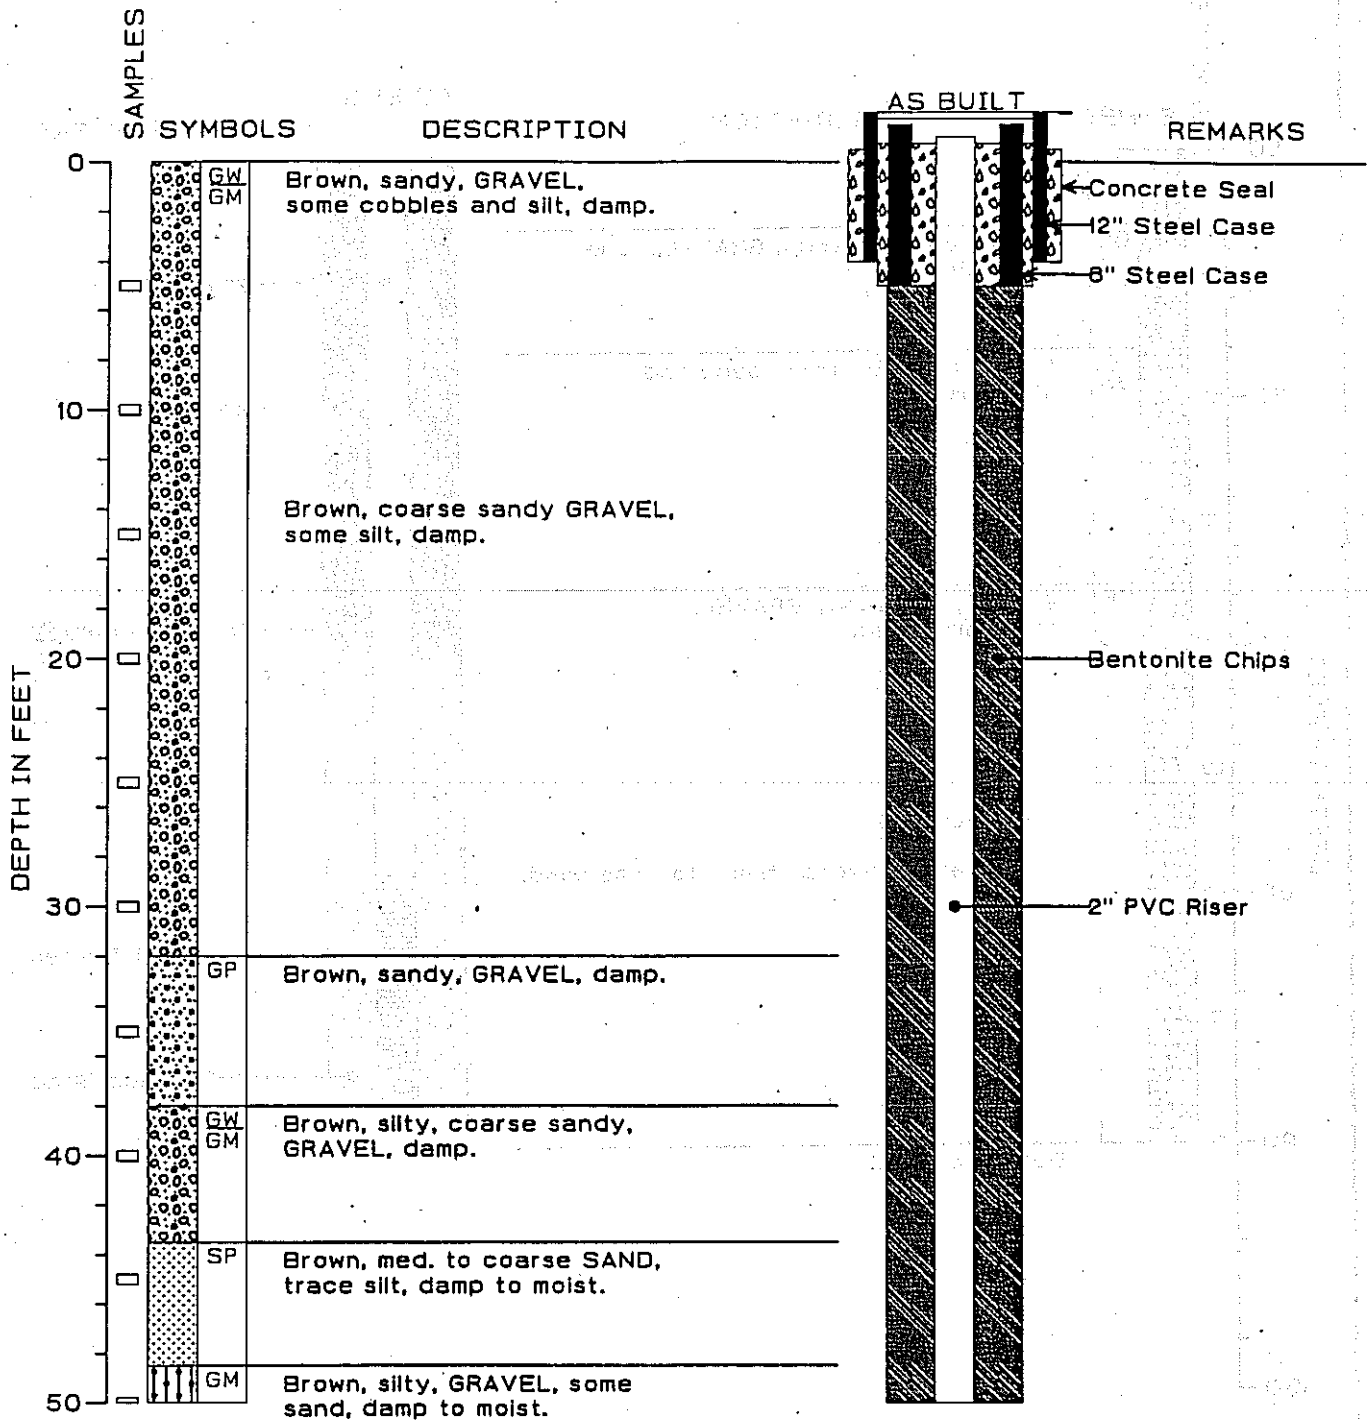 SAMPLES
SYMBOLS
DESCRIPTION
AS BUILT
REMARKS
DEPTH IN FEET
0
10
20
30
40
50
GW
GM
Brown, sandy, GRAVEL,
some cobbles and silt, damp.
Brown, coarse sandy GRAVEL,
some silt, damp.
GP
Brown, sandy, GRAVEL, damp.
GW
GM
Brown, silty, coarse sandy,
GRAVEL, damp.
SP
Brown, med. to coarse SAND,
trace silt, damp to moist.
GM
Brown, silty, GRAVEL, some
sand, damp to moist.
Concrete Seal
12" Steel Case
8" Steel Case
Bentonite Chips
2" PVC Riser